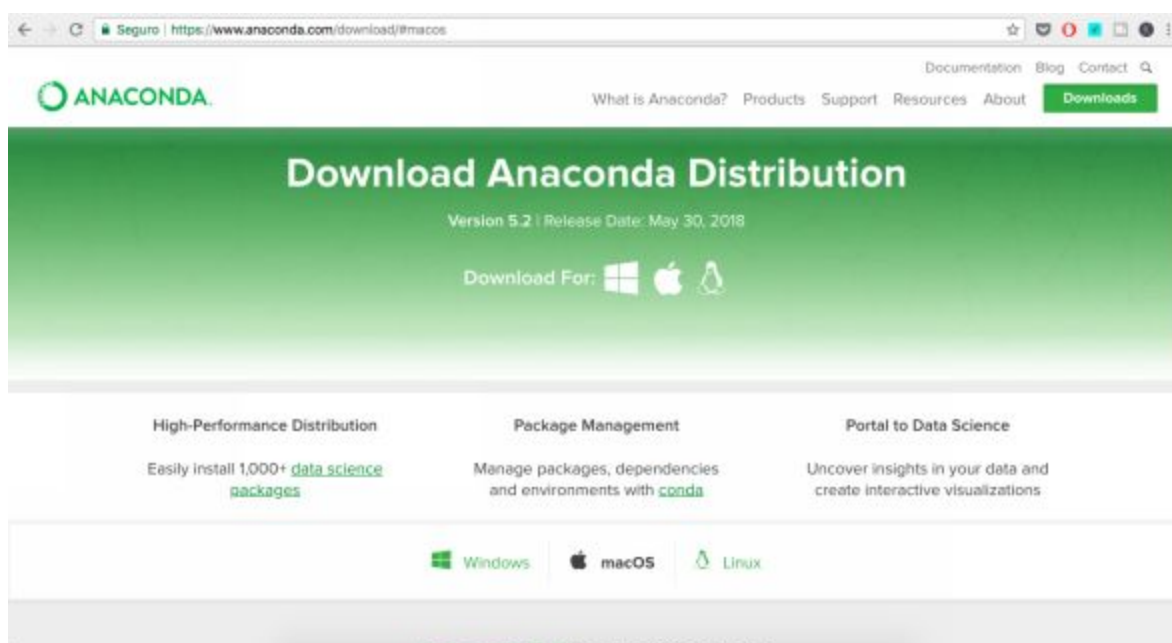 Seguro | https://www.anaconda.com/download/#macos
Documentation Blog Contact
ANACONDA.
What is Anaconda? Products Support Resources About Downloads
Download Anaconda Distribution
Version 5.2 | Release Date: May 30, 2018
Download For:
High-Performance Distribution
Easily install 1,000+ data science
packages
Package Management
Manage packages, dependencies
and environments with conda
Portal to Data Science
Uncover insights in your data and
create interactive visualizations
Windows macOS Linux